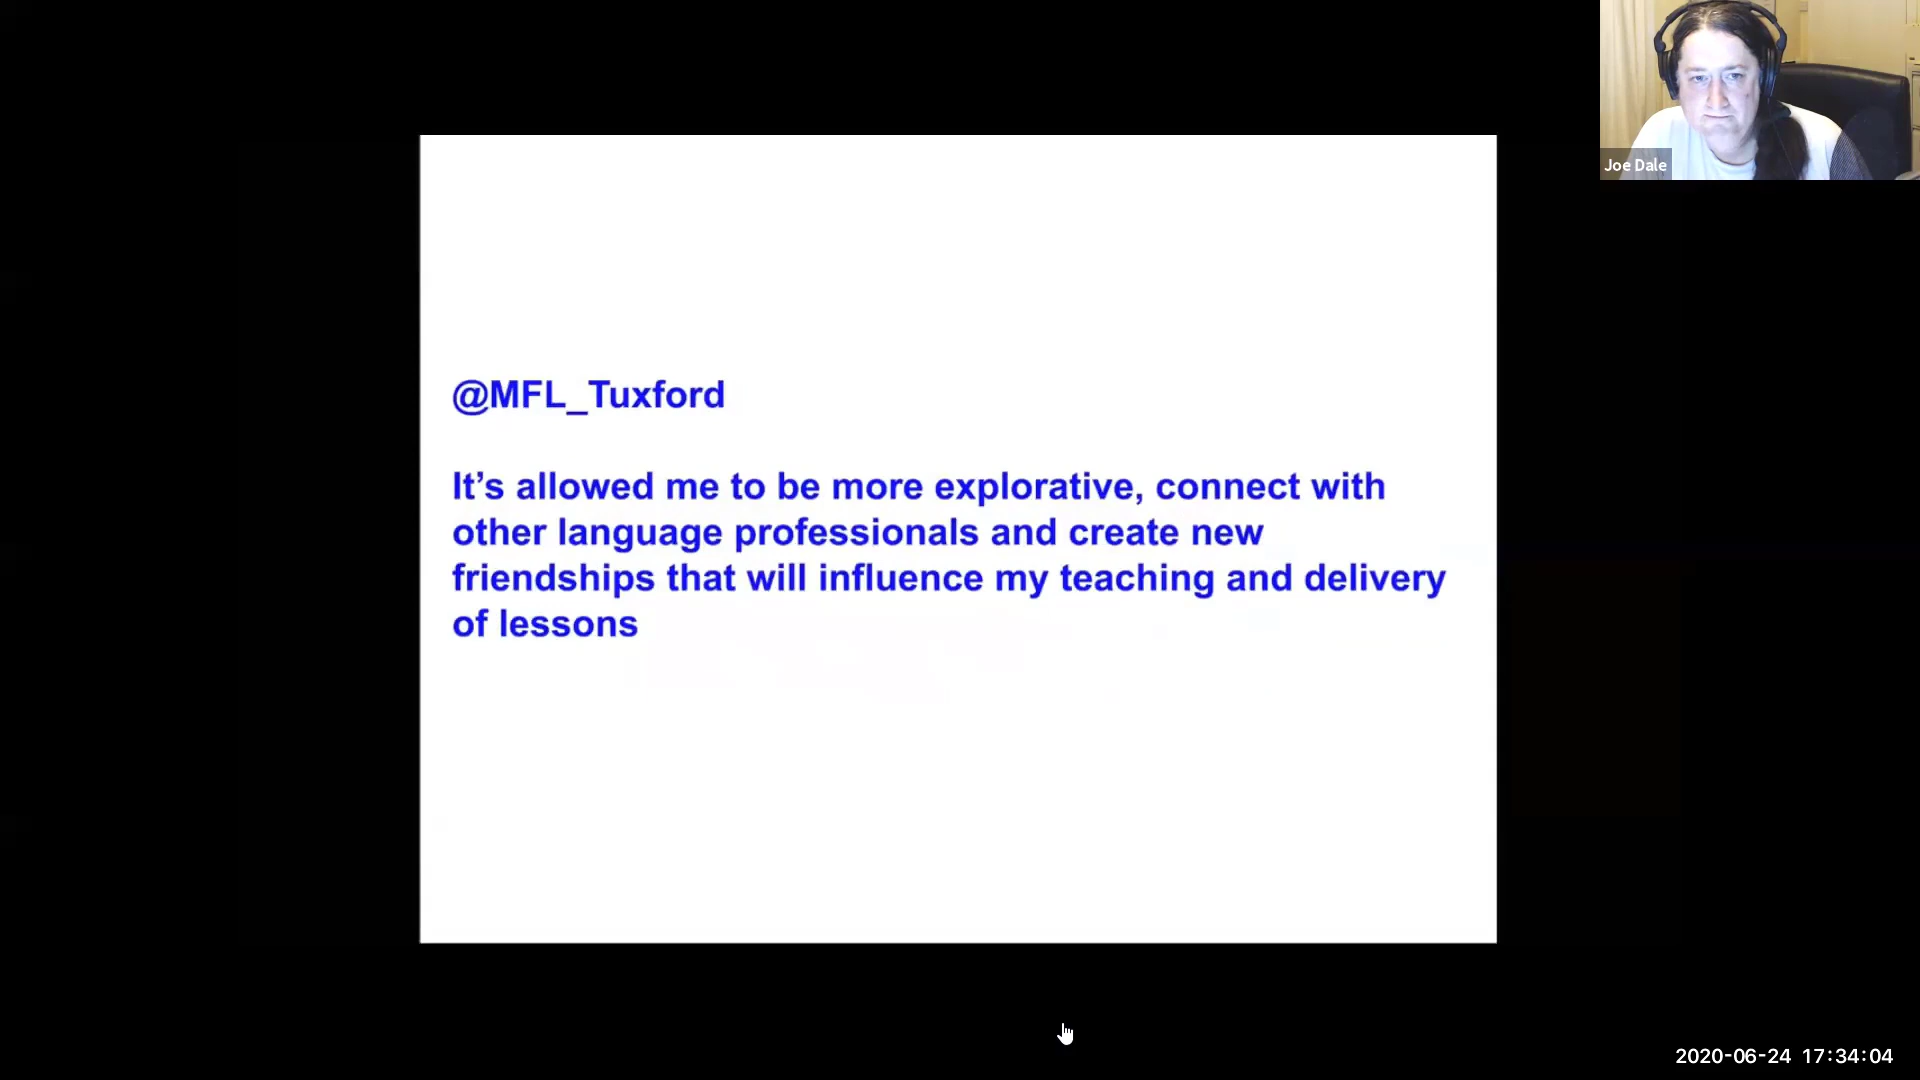 Joe Dale
@MFL_Tuxford
It’s allowed me to be more explorative, connect with
other language professionals and create new
friendships that will influence my teaching and delivery
of lessons
2020-06-24 17:34:04